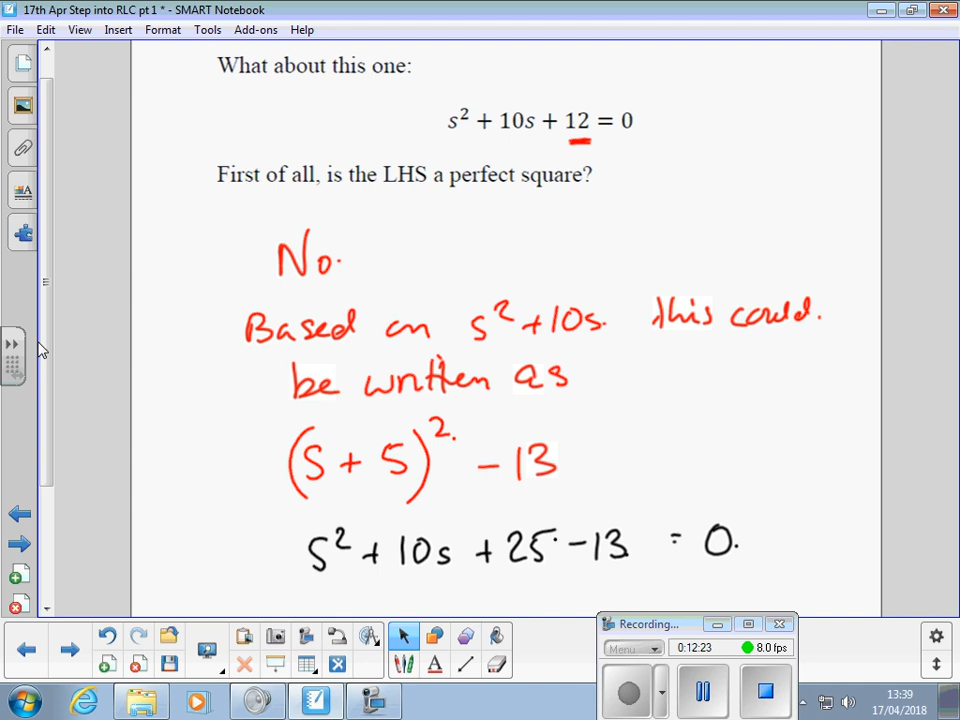 17th Apr Step into RLC pt 1 * - SMART Notebook
File Edit View Insert Format Tools Add-ons Help
What about this one:
s² + 10s + 12 = 0
First of all, is the LHS a perfect square?
No.
Based on s² + 10s. this could.
be written as
(s + 5)². - 13
s² + 10s + 25 - 13 = 0.
Recording...
Menu 0:12:23 8.0 fps
13:39
17/04/2018